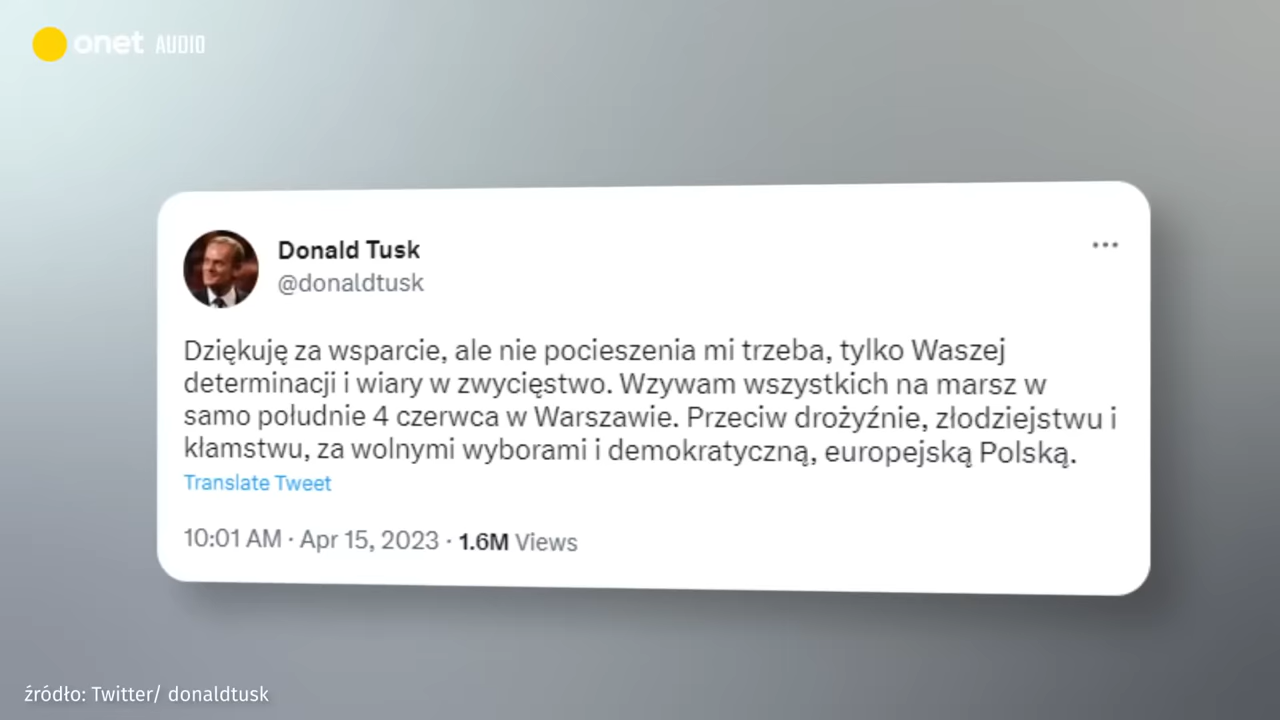 onet AUDIO
Donald Tusk
@donaldtusk
Dziękuję za wsparcie, ale nie pocieszenia mi trzeba, tylko Waszej
determinacji i wiary w zwycięstwo. Wzywam wszystkich na marsz w
samo południe 4 czerwca w Warszawie. Przeciw drożyźnie, złodziejstwu i
kłamstwu, za wolnymi wyborami i demokratyczną, europejską Polską.
Translate Tweet
10:01 AM · Apr 15, 2023 · 1.6M Views
źródło: Twitter/ donaldtusk